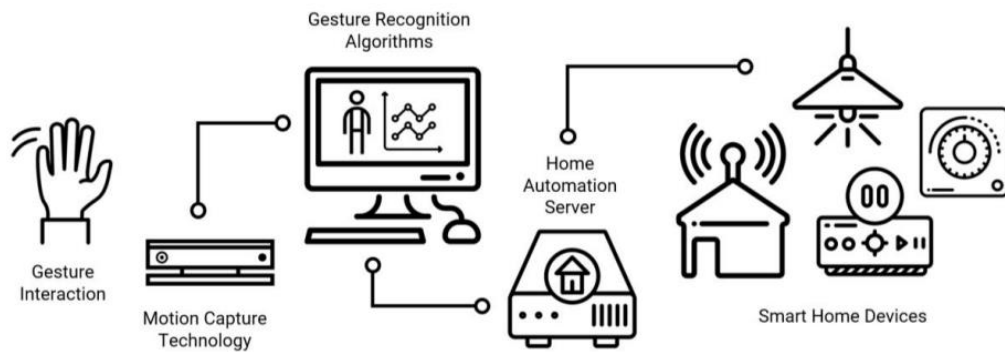 Gesture Recognition
Algorithms
Gesture
Interaction
Motion Capture
Technology
Home
Automation
Server
Smart Home Devices